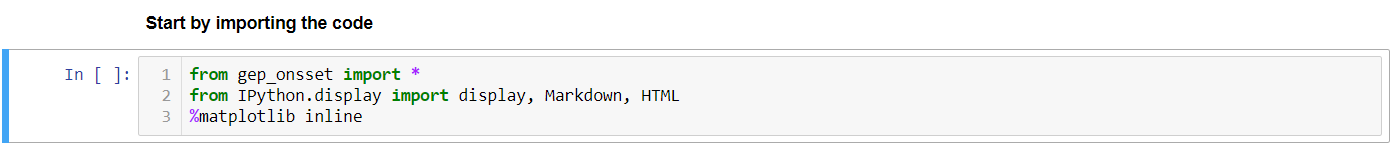 Start by importing the code
In [ ]:
1 from gep_onsset import *
2 from IPython.display import display, Markdown, HTML
3 %matplotlib inline